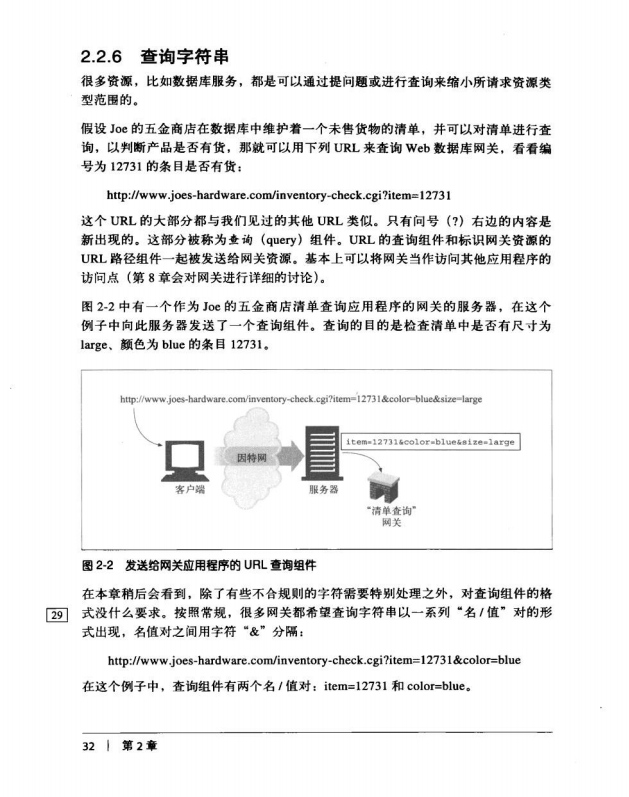 2.2.6 查询字符串
很多资源，比如数据库服务，都是可以通过提问题或进行查询来缩小所请求资源类
型范围的。
假设 Joe 的五金商店在数据库中维护着一个未售货物的清单，并可以对清单进行查
询，以判断产品是否有货，那就可以用下列 URL 来查询 Web 数据库网关，看看编
号为 12731 的条目是否有货：
http://www.joes-hardware.com/inventory-check.cgi?item=12731
这个 URL 的大部分都与我们见过的其他 URL 类似。只有问号（?）右边的内容是
新出现的。这部分被称为查询（query）组件。URL 的查询组件和标识网关资源的
URL 路径组件一起被发送给网关资源。基本上可以将网关当作访问其他应用程序的
访问点（第 8 章会对网关进行详细的讨论）。
图 2-2 中有一个作为 Joe 的五金商店清单查询应用程序的网关的服务器，在这个
例子中向此服务器发送了一个查询组件。查询的目的是检查清单中是否有尺寸为
large、颜色为 blue 的条目 12731。
http://www.joes-hardware.com/inventory-check.cgi?item=12731&color=blue&size=large
item=12731&color=blue&size=large
因特网
客户端
服务器
“清单查询”
网关
图 2-2 发送给网关应用程序的 URL 查询组件
在本章稍后会看到，除了有些不合规则的字符需要特别处理之外，对查询组件的格
29
式没什么要求。按照常规，很多网关都希望查询字符串以一系列“名 / 值”对的形
式出现，名值对之间用字符“&”分隔：
http://www.joes-hardware.com/inventory-check.cgi?item=12731&color=blue
在这个例子中，查询组件有两个名 / 值对：item=12731 和 color=blue。
32 | 第 2 章